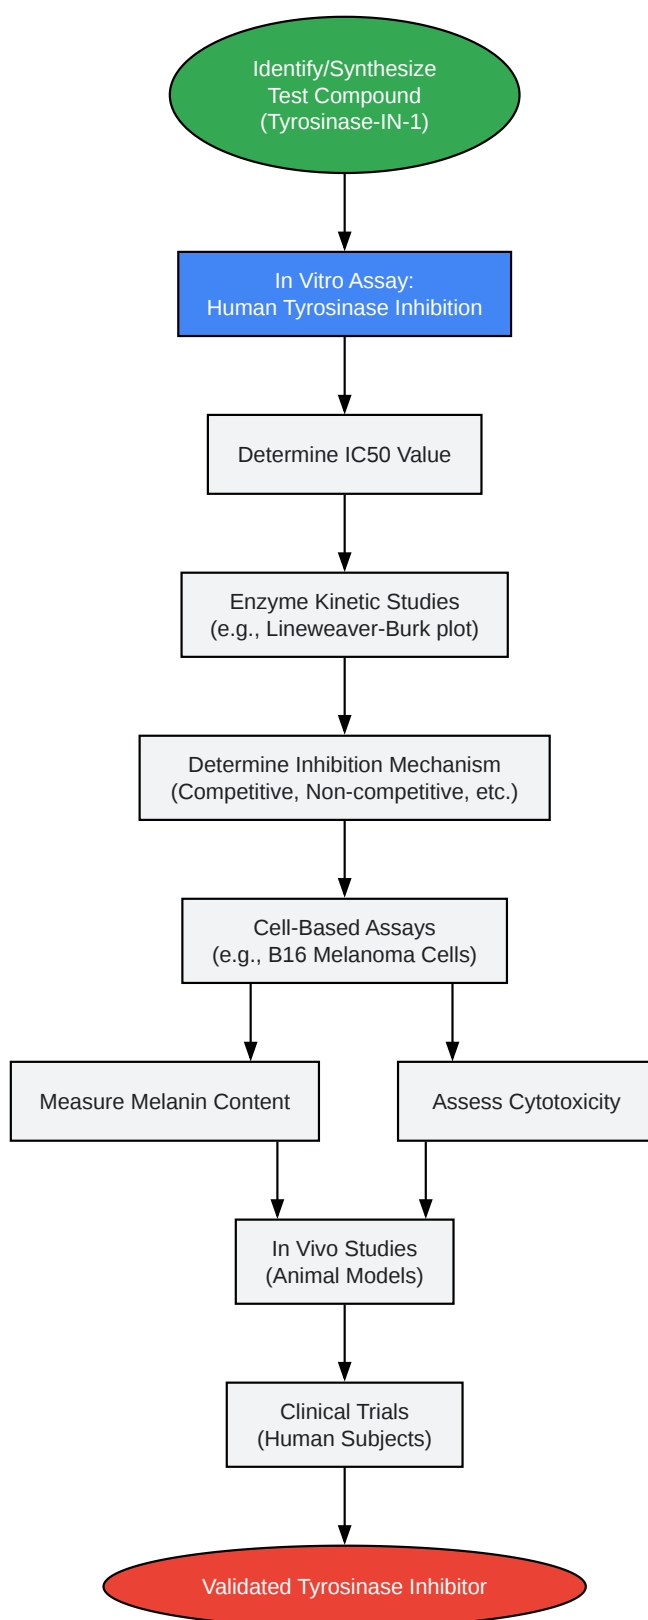 Identify/Synthesize
Test Compound
(Tyrosinase-IN-1)
In Vitro Assay:
Human Tyrosinase Inhibition
Determine IC50 Value
Enzyme Kinetic Studies
(e.g., Lineweaver-Burk plot)
Determine Inhibition Mechanism
(Competitive, Non-competitive, etc.)
Cell-Based Assays
(e.g., B16 Melanoma Cells)
Measure Melanin Content
Assess Cytotoxicity
In Vivo Studies
(Animal Models)
Clinical Trials
(Human Subjects)
Validated Tyrosinase Inhibitor